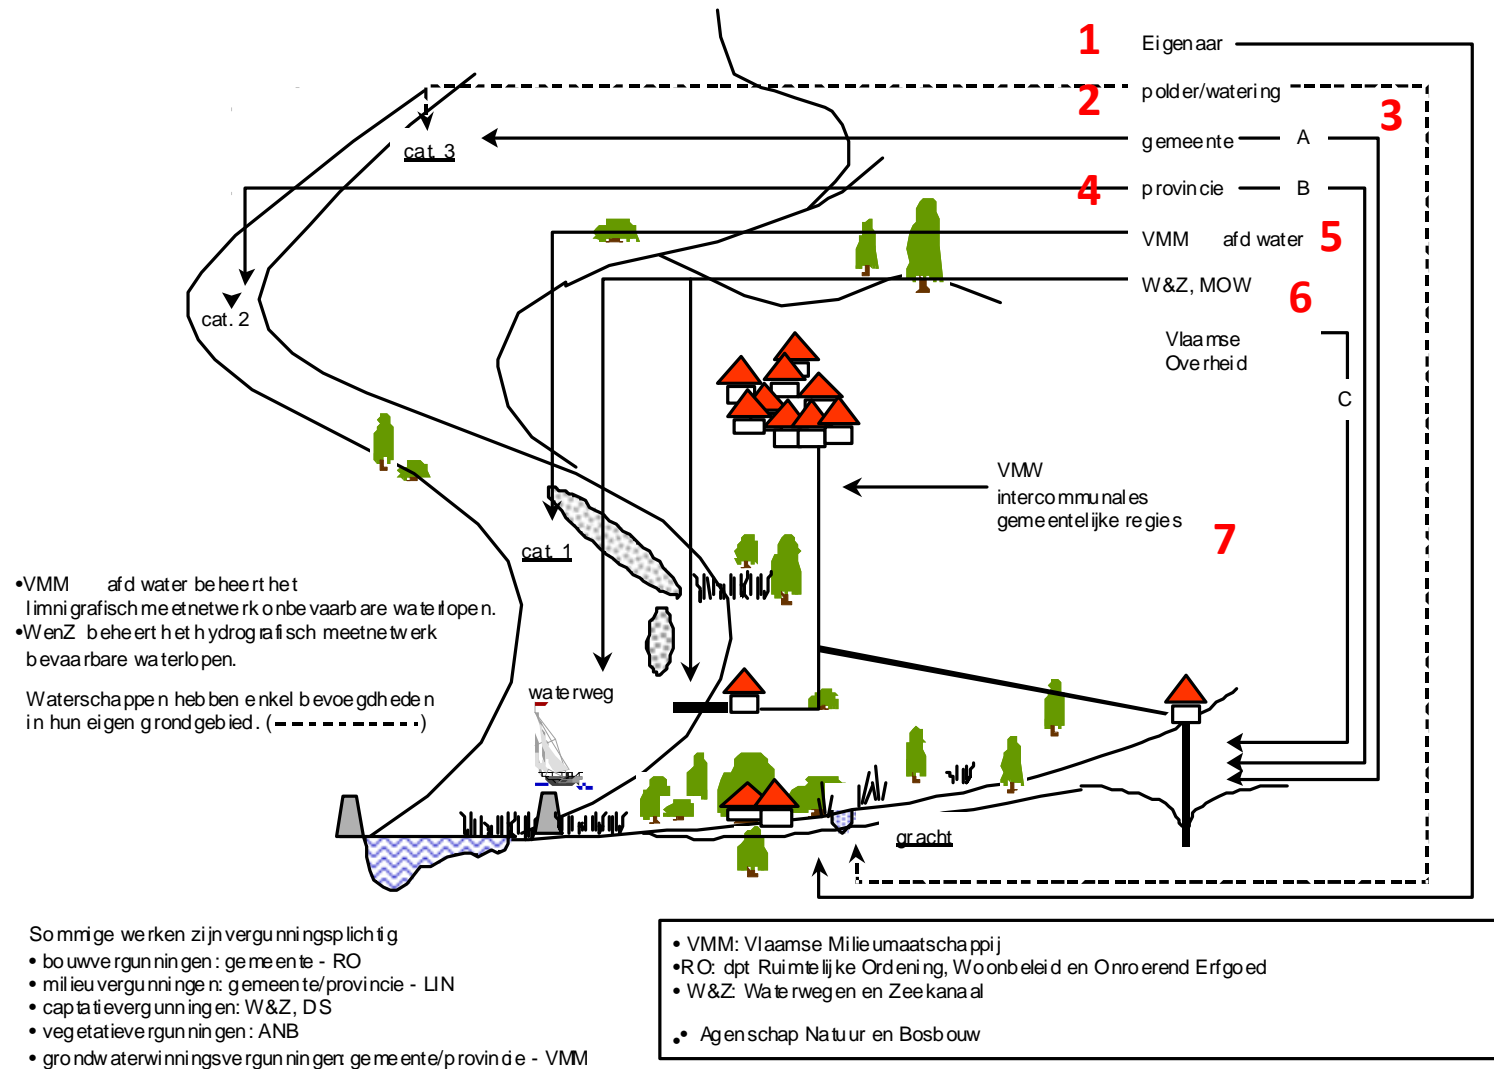 1 Eigenaar
2 polder/watering 3
cat. 3
gemeente A
4 provincie B
VMM afd water 5
W&Z, MOW 6
cat. 2
Vlaamse
Overheid
C
VMW
intercommunales
gemeentelijke regies 7
cat. 1
•VMM afd water beheert het
limnigrafisch meetnetwerk onbevaarbare waterlopen.
•WenZ beheert het hydrografisch meetnetwerk
bevaarbare waterlopen.
Waterschappen hebben enkel bevoegdheden
in hun eigen grondgebied. (- - - - - - - - -)
waterweg
gracht
Sommige werken zijn vergunningsplichtig
• bouwvergunningen: gemeente - RO
• milieuvergunningen: gemeente/provincie - LIN
• captatievergunningen: W&Z, DS
• vegetatievergunningen: ANB
• grondwaterwinningsvergunningen: gemeente/provincie - VMM
• VMM: Vlaamse Milieumaatschappij
•RO: dpt Ruimtelijke Ordening, Woonbeleid en Onroerend Erfgoed
• W&Z: Waterwegen en Zeekanaal
• Agenschap Natuur en Bosbouw